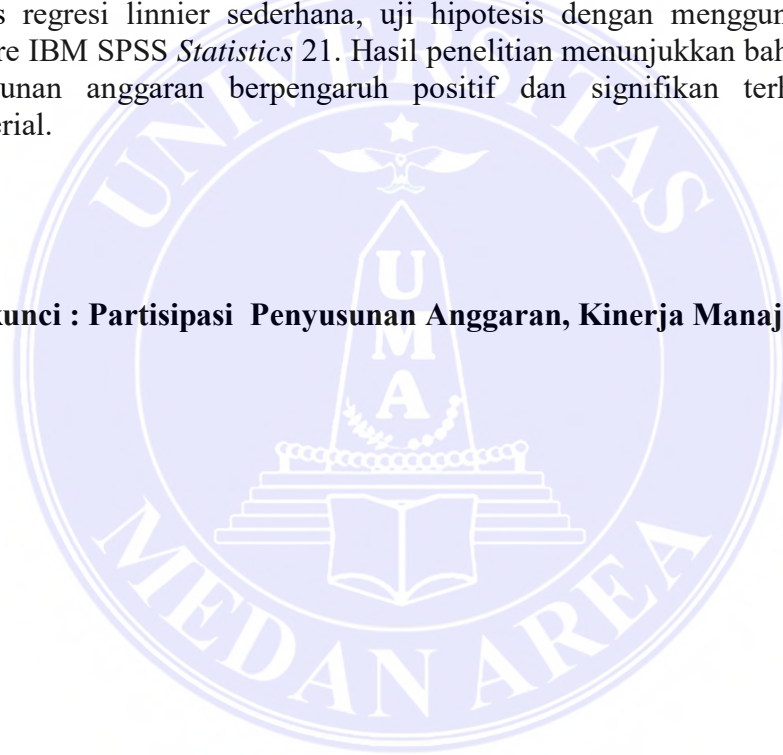 s regresi linnier sederhana, uji hipotesis dengan menggun
re IBM SPSS Statistics 21. Hasil penelitian menunjukkan bah
unan anggaran berpengaruh positif dan signifikan terh
erial.
UNIVERSITAS
UMA
kunci : Partisipasi Penyusunan Anggaran, Kinerja Manaj
MEDAN AREA